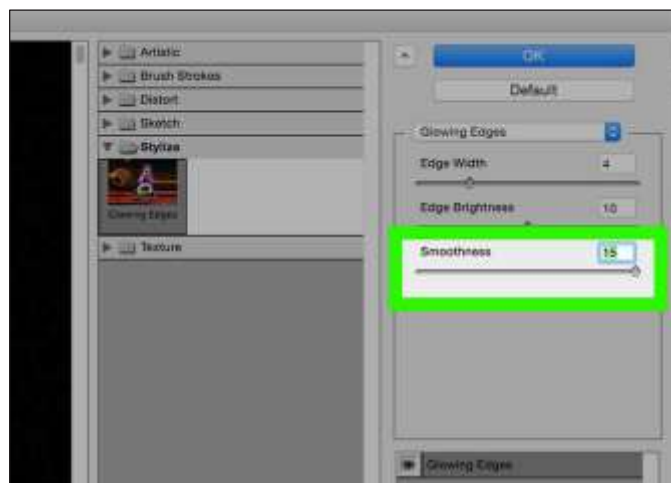 Artistic
Brush Strokes
Distort
Sketch
Stylize
Glowing Edges
Texture
OK
Default
Glowing Edges
Edge Width 4
Edge Brightness 10
Smoothness 15
Glowing Edges